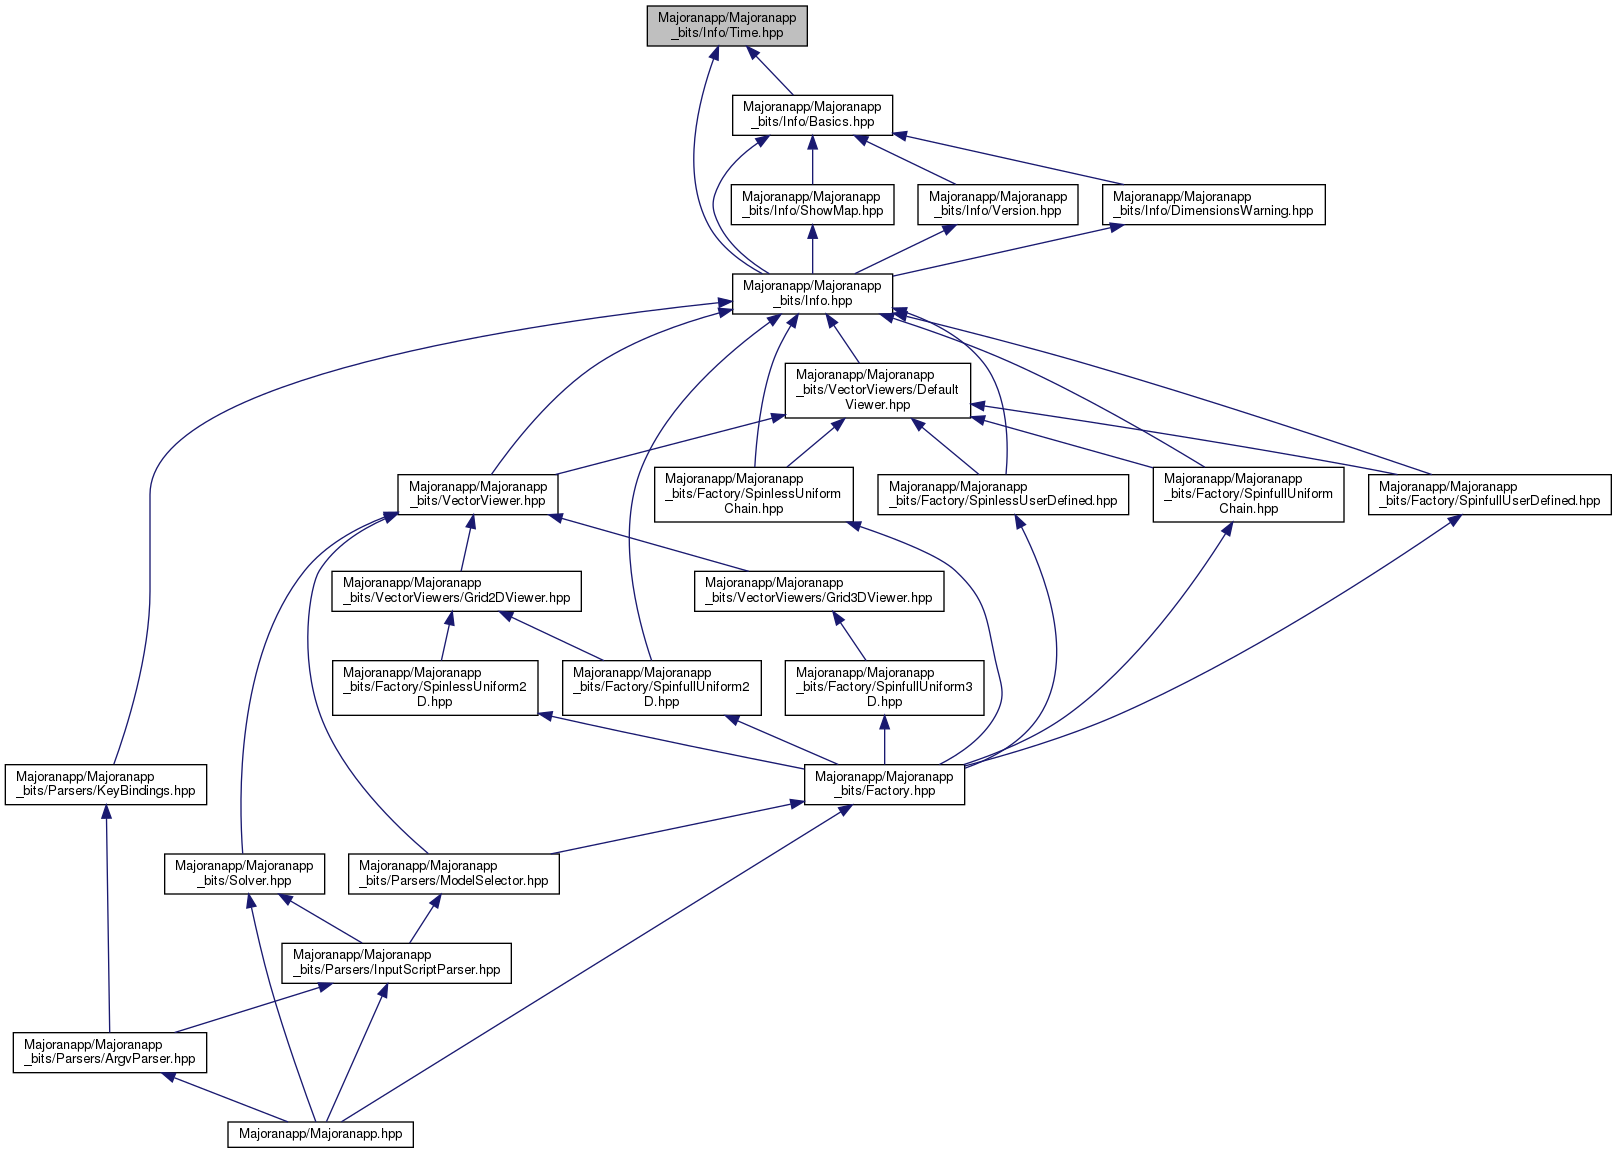 Majoranapp/Majoranapp
_bits/Info/Time.hpp
Majoranapp/Majoranapp
_bits/Info/Basics.hpp
Majoranapp/Majoranapp
_bits/Info/ShowMap.hpp
Majoranapp/Majoranapp
_bits/Info/Version.hpp
Majoranapp/Majoranapp
_bits/Info/DimensionsWarning.hpp
Majoranapp/Majoranapp
_bits/Info.hpp
Majoranapp/Majoranapp
_bits/VectorViewers/Default
Viewer.hpp
Majoranapp/Majoranapp
_bits/VectorViewer.hpp
Majoranapp/Majoranapp
_bits/Factory/SpinlessUniform
Chain.hpp
Majoranapp/Majoranapp
_bits/Factory/SpinlessUserDefined.hpp
Majoranapp/Majoranapp
_bits/Factory/SpinfullUniform
Chain.hpp
Majoranapp/Majoranapp
_bits/Factory/SpinfullUserDefined.hpp
Majoranapp/Majoranapp
_bits/VectorViewers/Grid2DViewer.hpp
Majoranapp/Majoranapp
_bits/VectorViewers/Grid3DViewer.hpp
Majoranapp/Majoranapp
_bits/Factory/SpinlessUniform2
D.hpp
Majoranapp/Majoranapp
_bits/Factory/SpinfullUniform2
D.hpp
Majoranapp/Majoranapp
_bits/Factory/SpinfullUniform3
D.hpp
Majoranapp/Majoranapp
_bits/Parsers/KeyBindings.hpp
Majoranapp/Majoranapp
_bits/Factory.hpp
Majoranapp/Majoranapp
_bits/Solver.hpp
Majoranapp/Majoranapp
_bits/Parsers/ModelSelector.hpp
Majoranapp/Majoranapp
_bits/Parsers/InputScriptParser.hpp
Majoranapp/Majoranapp
_bits/Parsers/ArgvParser.hpp
Majoranapp/Majoranapp.hpp